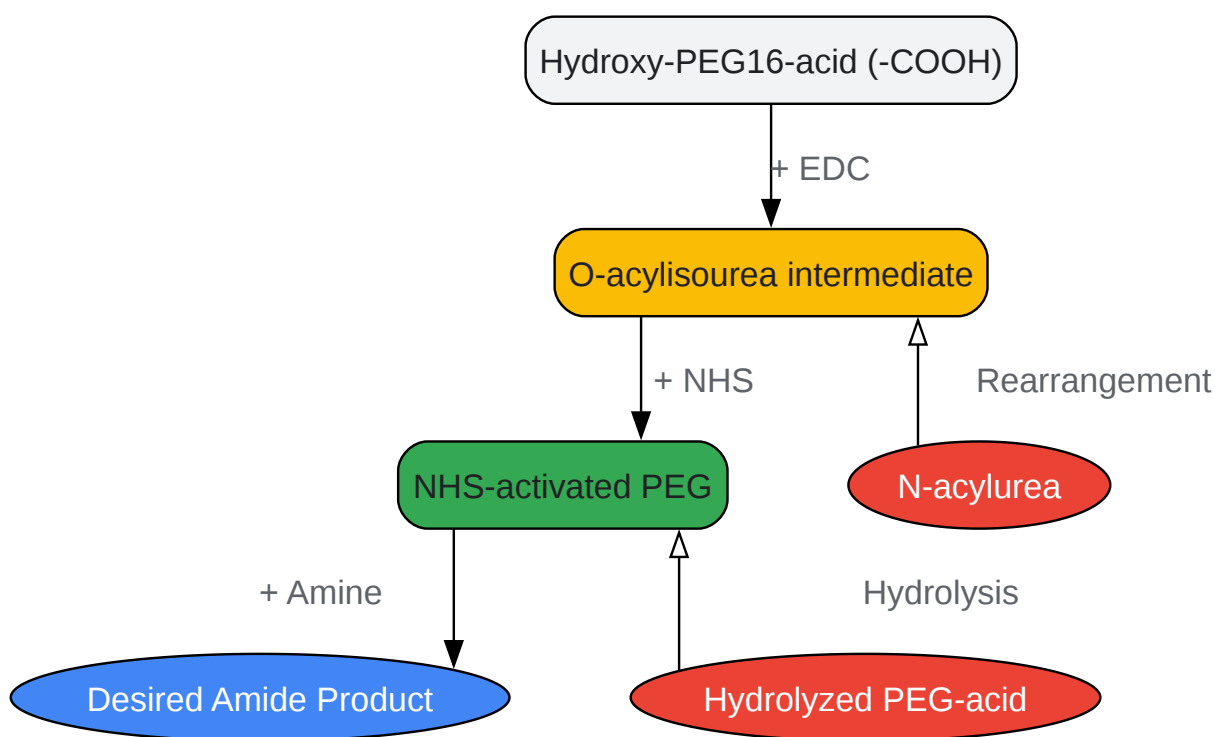 Hydroxy-PEG16-acid (-COOH)
+ EDC
O-acylisourea intermediate
+ NHS
Rearrangement
NHS-activated PEG
N-acylurea
+ Amine
Hydrolysis
Desired Amide Product
Hydrolyzed PEG-acid